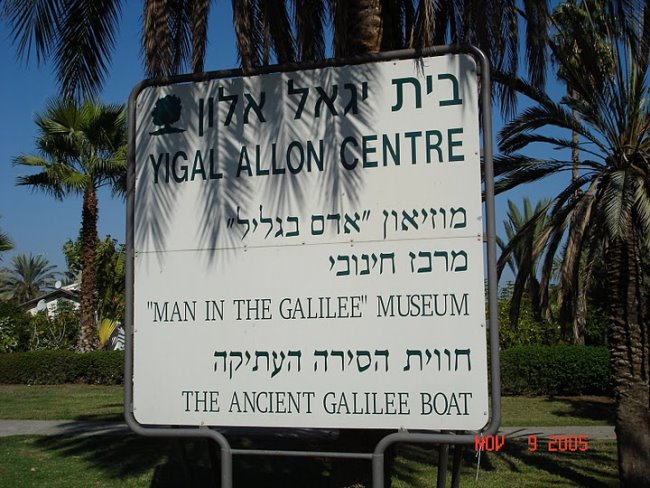 בית יגאל אלון
YIGAL ALLON CENTRE
מוזיאון "אדם בגליל"
מרכז חינוכי
"MAN IN THE GALILEE" MUSEUM
חווית הסירה העתיקה
THE ANCIENT GALILEE BOAT
NOV 9 2005